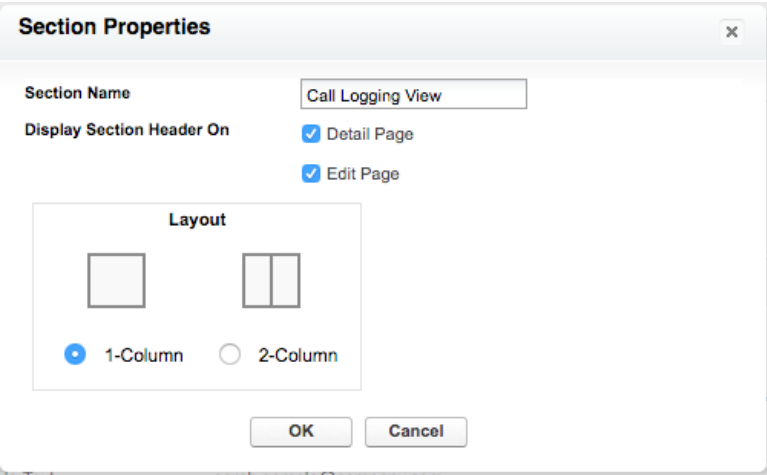 Section Properties
Section Name
Call Logging View
Display Section Header On
Detail Page
Edit Page
Layout
1-Column
2-Column
OK
Cancel